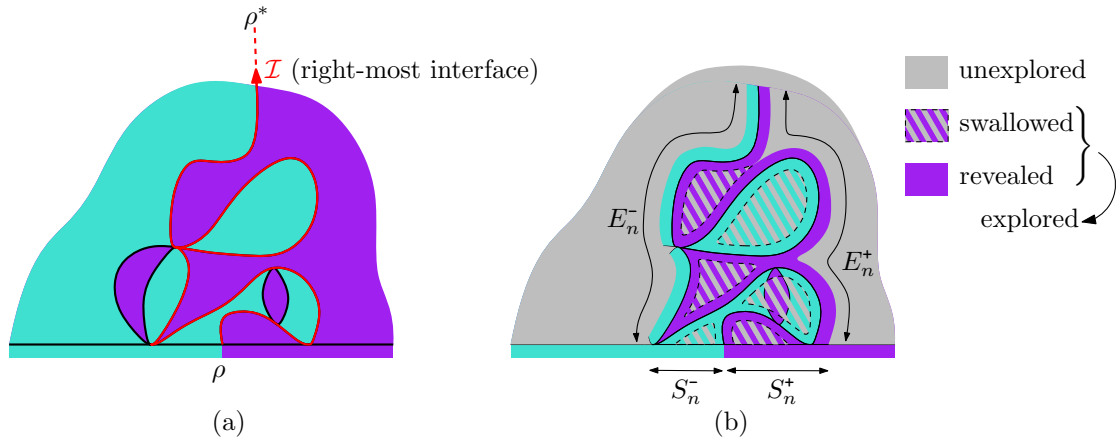 ρ*
𝓘 (right-most interface)
ρ
(a)
unexplored
swallowed
revealed
explored
E_n^-
E_n^+
S_n^-
S_n^+
(b)